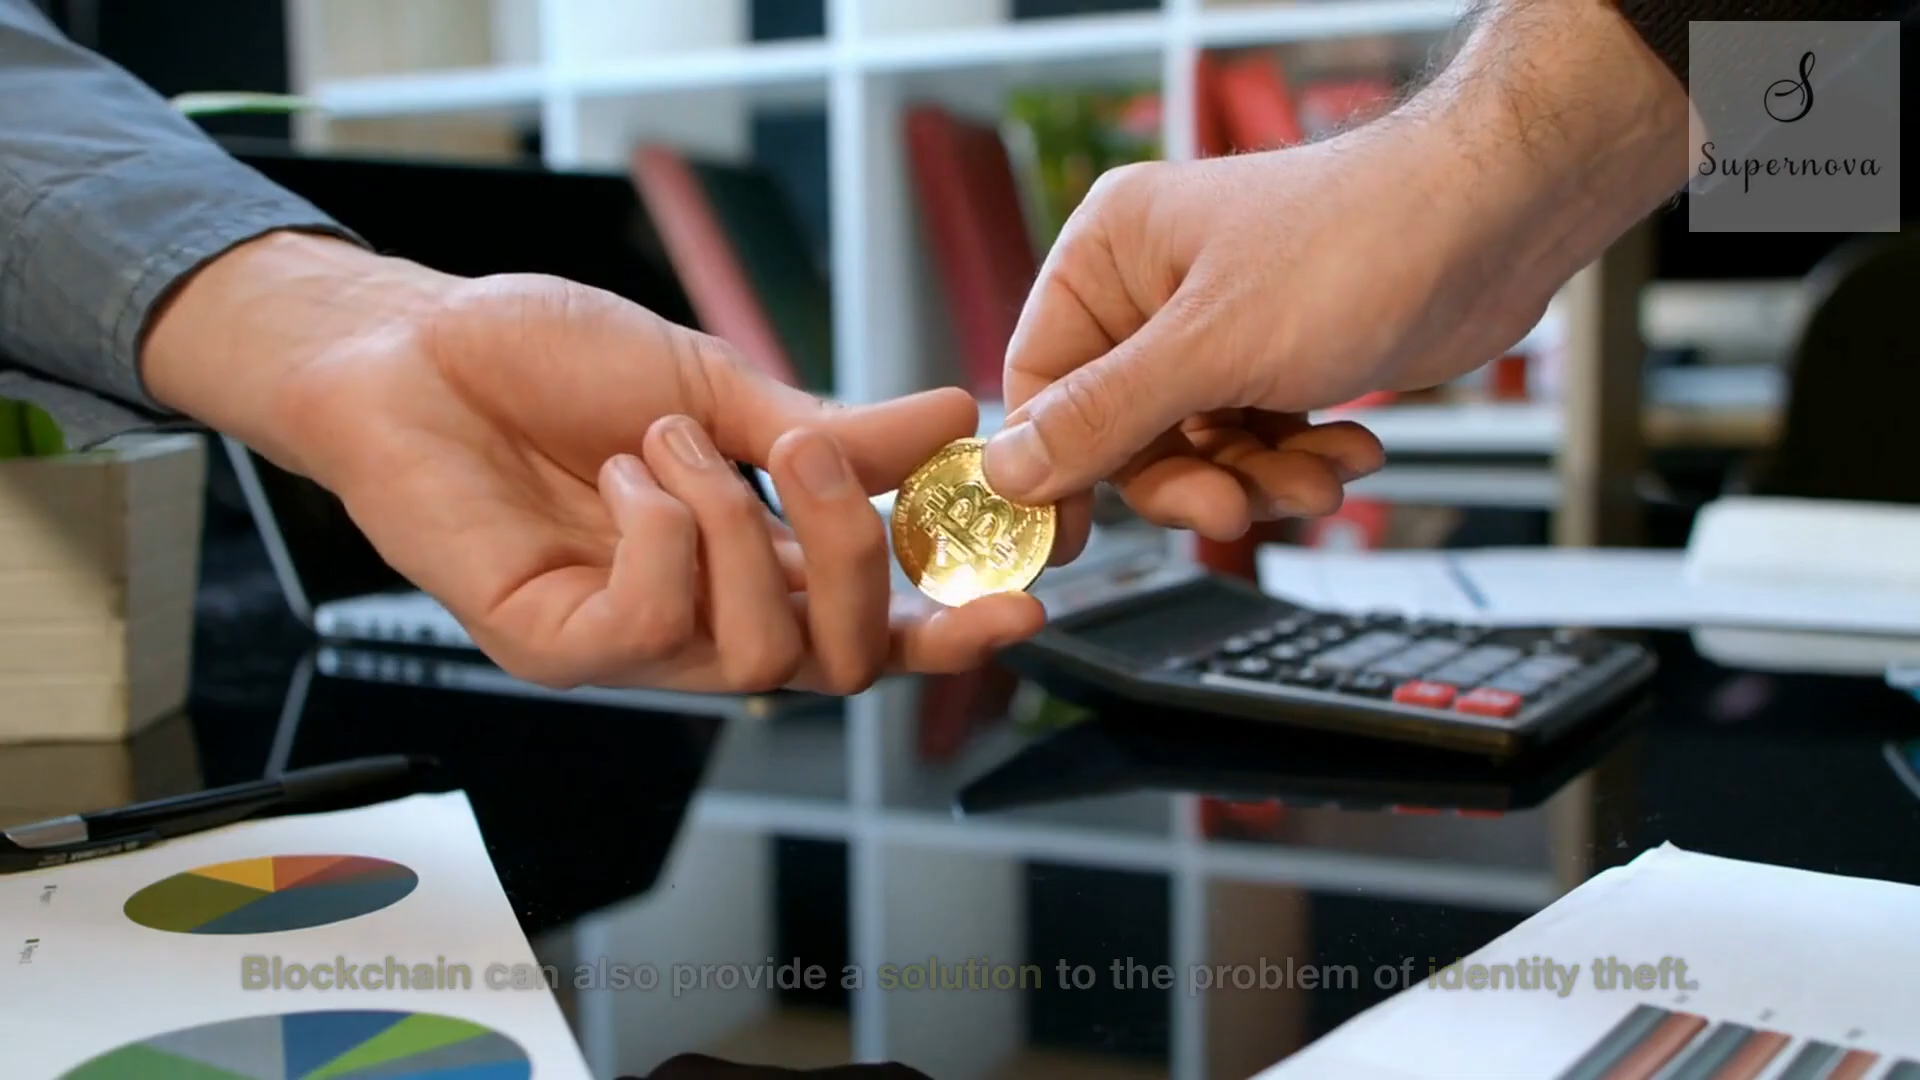 S
Supernova
Blockchain can also provide a solution to the problem of identity theft.